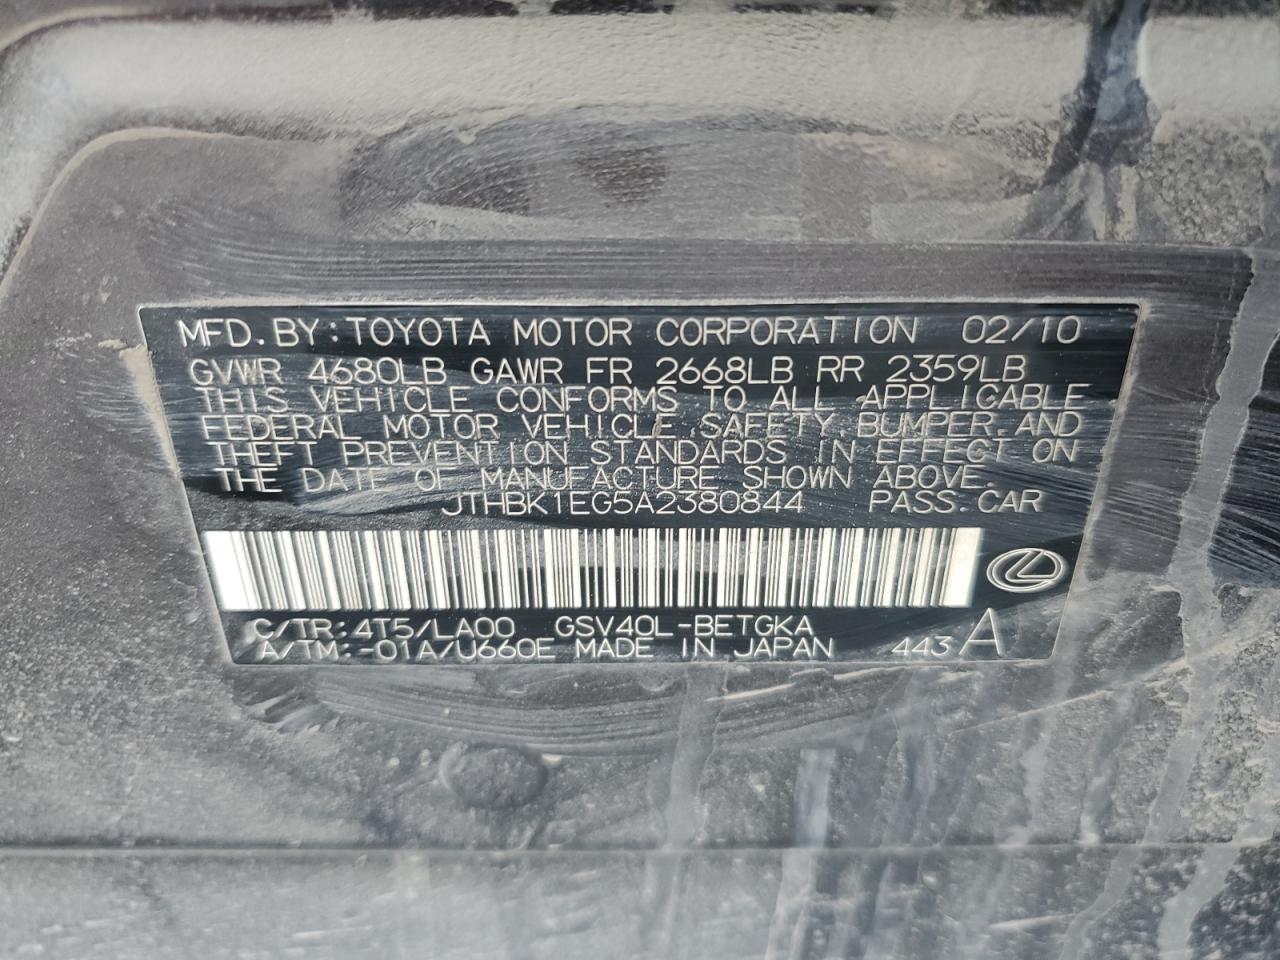 MFD. BY: TOYOTA MOTOR CORPORATION 02/10
GVWR 4680LB GAWR FR 2668LB RR 2359LB
THIS VEHICLE CONFORMS TO ALL APPLICABLE
FEDERAL MOTOR VEHICLE SAFETY BUMPER, AND
THEFT PREVENTION STANDARDS IN EFFECT ON
THE DATE OF MANUFACTURE SHOWN ABOVE.
JTHBK1EG5A2380844 PASS. CAR
C/TR: 4T5/LA00 GSV40L-BETGKA
A/TM: -01A/U660E MADE IN JAPAN 443 A